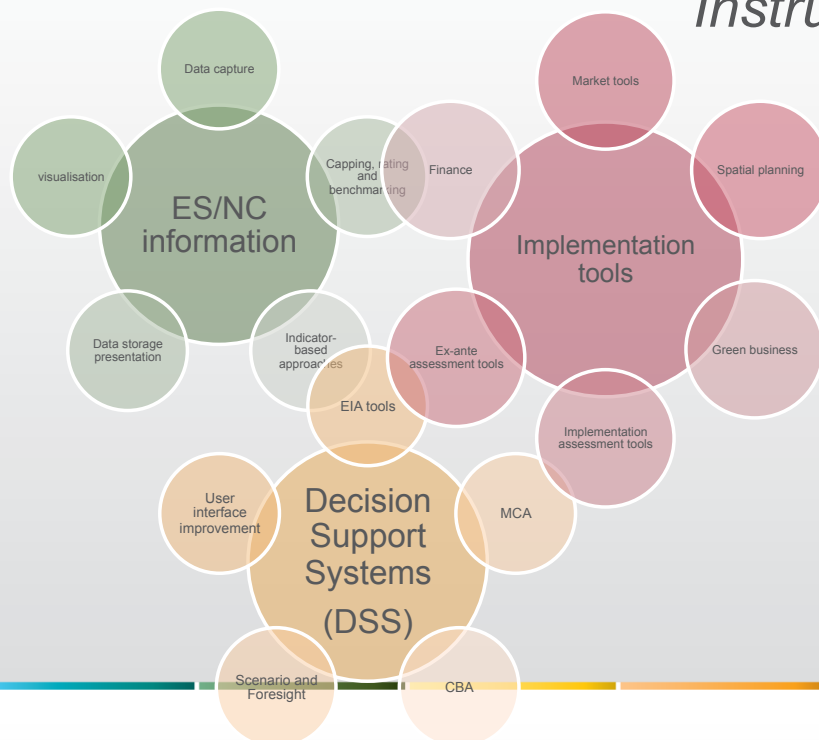 Instru
Data capture
visualisation
Capping, rating
and
benchmarking
ES/NC
information
Data storage
presentation
Indicator-
based
approaches
Market tools
Finance
Spatial planning
Implementation
tools
Ex-ante
assessment tools
Green business
Implementation
assessment tools
EIA tools
User
interface
improvement
Decision
Support
Systems
(DSS)
MCA
Scenario and
Foresight
CBA